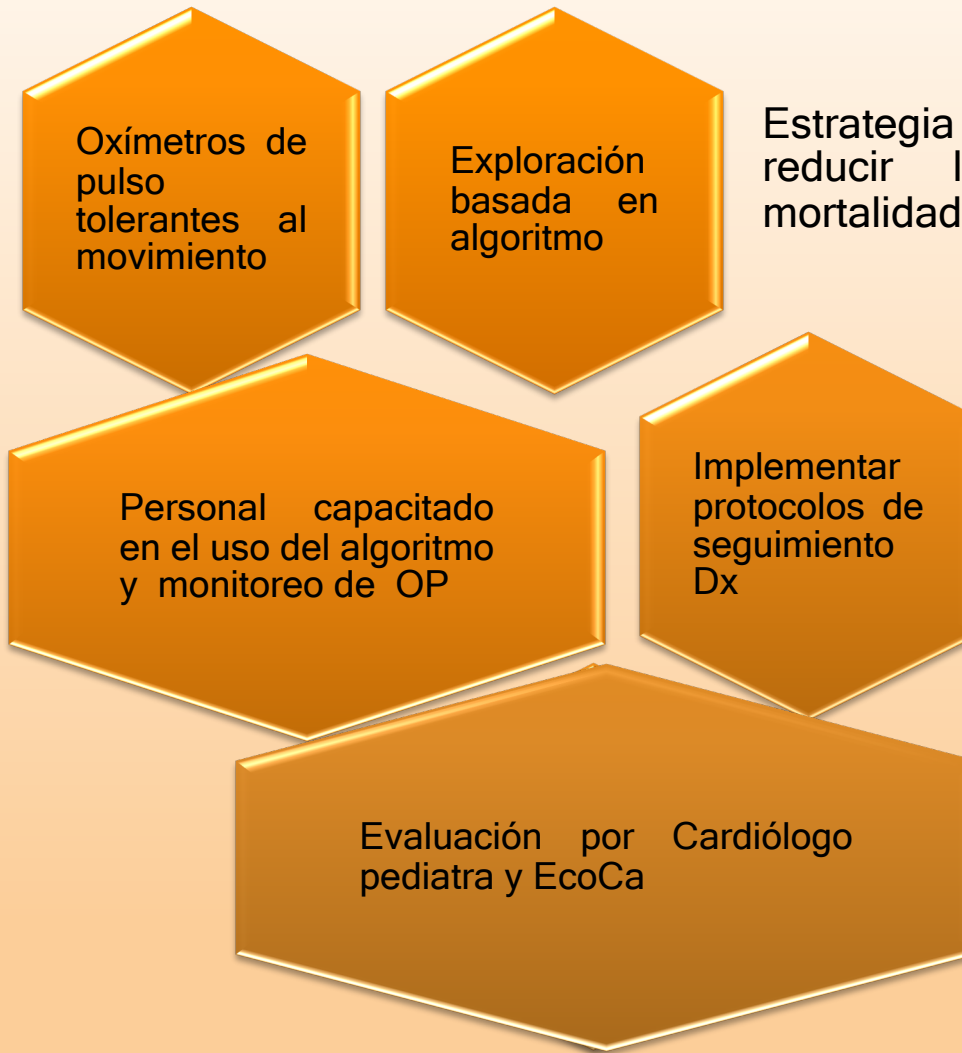 Oxímetros de
pulso
tolerantes al
movimiento
Exploración
basada en
algoritmo
Estrategia
reducir
mortalidad
Personal capacitado
en el uso del algoritmo
y monitoreo de OP
Implementar
protocolos de
seguimiento
Dx
Evaluación por Cardiólogo
pediatra y EcoCa